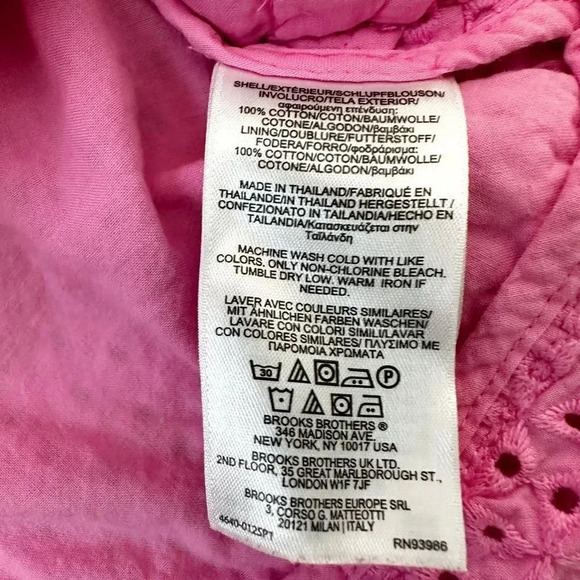 SHELL/EXTÉRIEUR/SCHLUPFBLOUSON/
INVOLUCRO/TELA EXTERIOR/
αφαιρούμενη επένδυση:
100% COTTON/COTON/BAUMWOLLE/
COTONE/ALGODON/βαμβάκι
LINING/DOUBLURE/FUTTERSTOFF/
FODERA/FORRO/φοδράρισμα:
100% COTTON/COTON/BAUMWOLLE/
COTONE/ALGODON/βαμβάκι
MADE IN THAILAND/FABRIQUÉ EN
THAILANDE/IN THAILAND HERGESTELLT/
CONFEZIONATO IN TAILANDIA/HECHO EN
TAILANDIA/Κατασκευάζεται στην
Ταϊλάνδη
MACHINE WASH COLD WITH LIKE
COLORS. ONLY NON-CHLORINE BLEACH.
TUMBLE DRY LOW. WARM IRON IF
NEEDED.
LAVER AVEC COULEURS SIMILAIRES/
MIT ÄHNLICHEN FARBEN WASCHEN/
LAVARE CON COLORI SIMILI/LAVAR
CON COLORES SIMILARES/ ΠΛΥΣΙΜΟ ΜΕ
ΠΑΡΟΜΟΙΑ ΧΡΩΜΑΤΑ
30 P
BROOKS BROTHERS ®
346 MADISON AVE.
NEW YORK, NY 10017 USA
BROOKS BROTHERS UK LTD.
2ND FLOOR, 35 GREAT MARLBOROUGH ST.,
LONDON W1F 7JF
BROOKS BROTHERS EUROPE SRL
3, CORSO G. MATTEOTTI
20121 MILAN | ITALY
4640-012SP1 RN93986